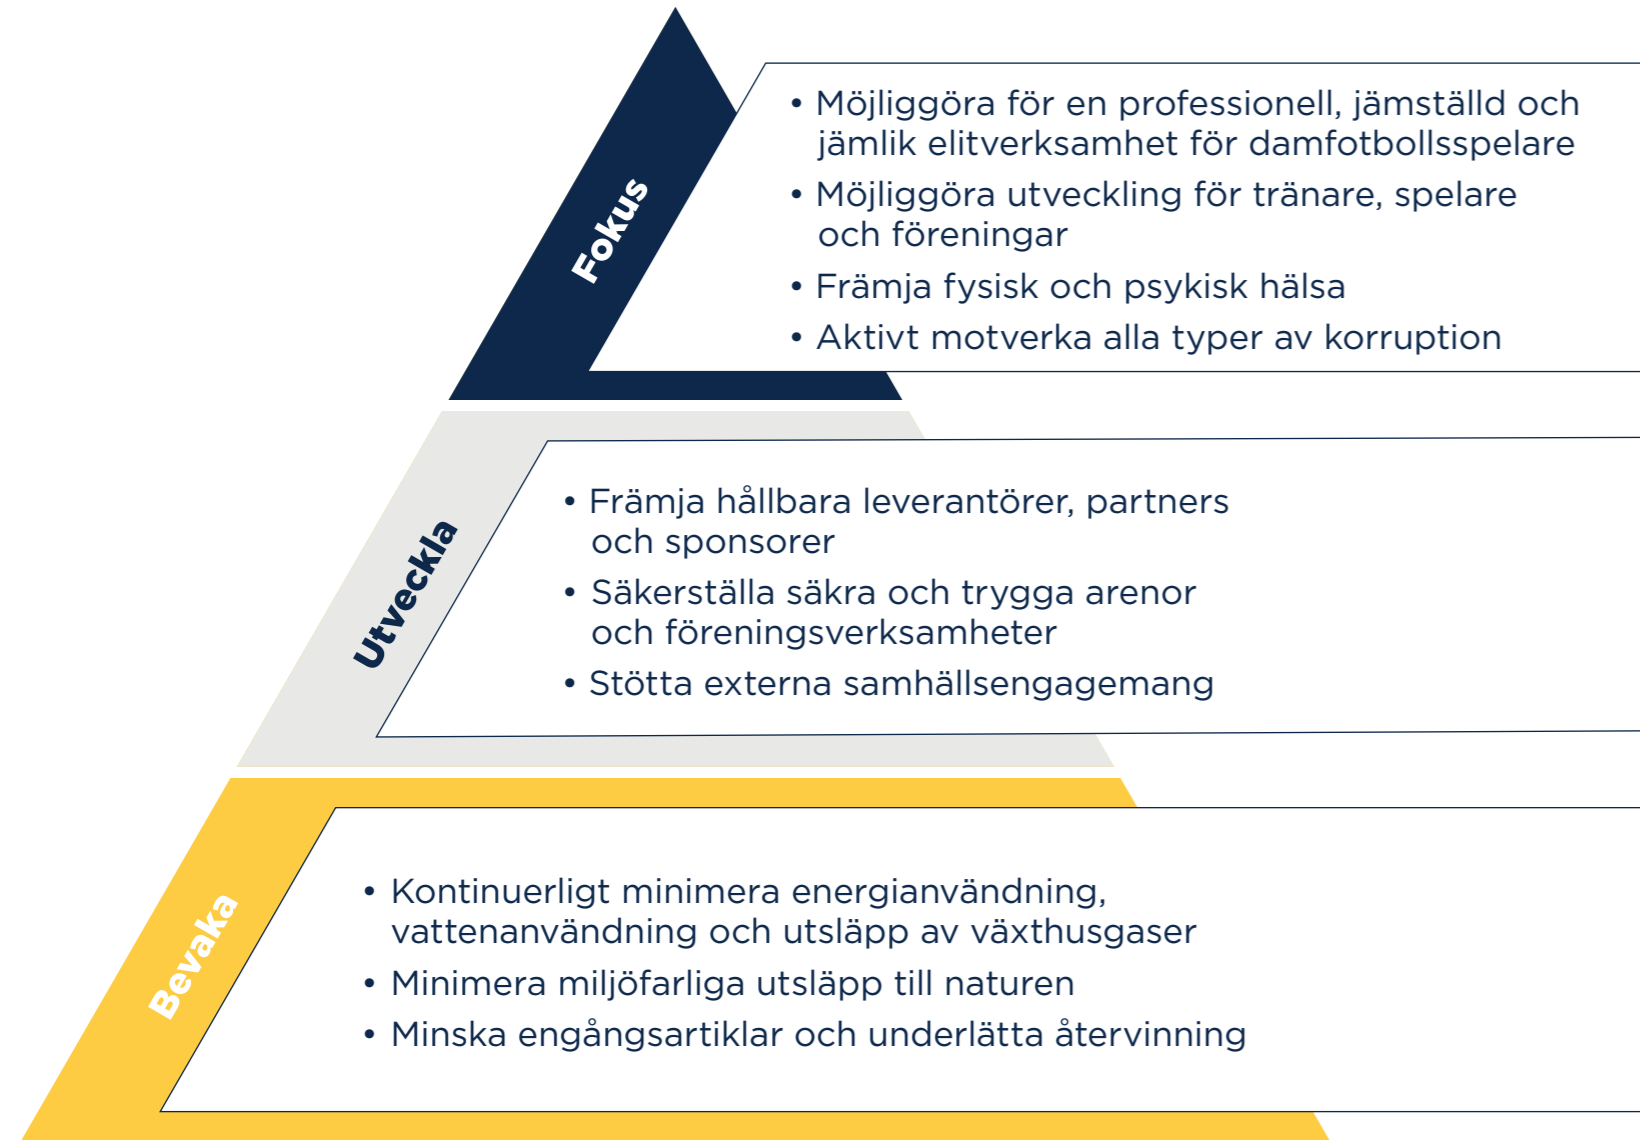 Fokus
• Möjliggöra för en professionell, jämställd och
jämlik elitverksamhet för damfotbollsspelare
• Möjliggöra utveckling för tränare, spelare
och föreningar
• Främja fysisk och psykisk hälsa
• Aktivt motverka alla typer av korruption
Utveckla
• Främja hållbara leverantörer, partners
och sponsorer
• Säkerställa säkra och trygga arenor
och föreningsverksamheter
• Stötta externa samhällsengagemang
Bevaka
• Kontinuerligt minimera energianvändning,
vattenanvändning och utsläpp av växthusgaser
• Minimera miljöfarliga utsläpp till naturen
• Minska engångsartiklar och underlätta återvinning